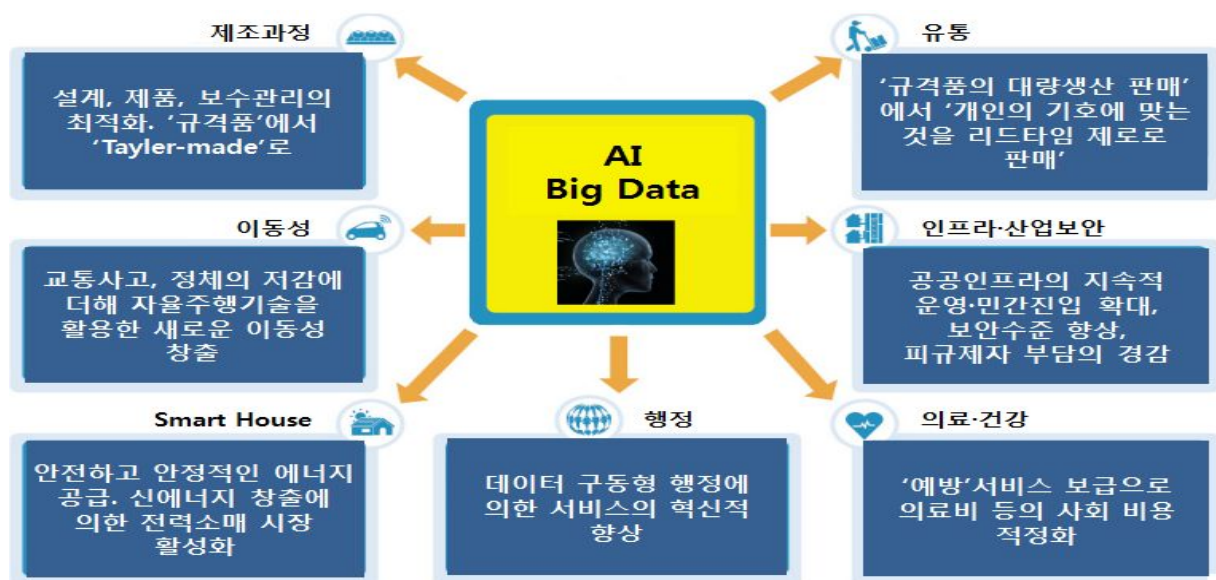 제조과정
설계, 제품, 보수관리의
최적화. ‘규격품’에서
‘Tayler-made’로
유통
‘규격품의 대량생산 판매’
에서 ‘개인의 기호에 맞는
것을 리드타임 제로로
판매’
AI
Big Data
이동성
교통사고, 정체의 저감에
더해 자율주행기술을
활용한 새로운 이동성
창출
인프라·산업보안
공공인프라의 지속적
운영·민간진입 확대,
보안수준 향상,
피규제자 부담의 경감
Smart House
안전하고 안정적인 에너지
공급. 신에너지 창출에
의한 전력소매 시장
활성화
행정
데이터 구동형 행정에
의한 서비스의 혁신적
향상
의료·건강
‘예방’서비스 보급으로
의료비 등의 사회 비용
적정화